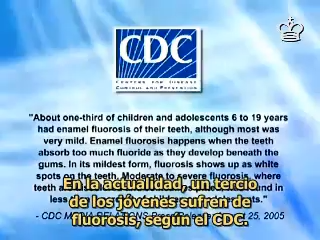 CDC
CENTERS FOR DISEASE
CONTROL AND PREVENTION
"About one-third of children and adolescents 6 to 19 years
had enamel fluorosis of their teeth, although most was
very mild. Enamel fluorosis happens when the teeth
absorb too much fluoride as they develop beneath the
gums. In its mildest form, fluorosis shows up as white
spots on the teeth. Moderate to severe fluorosis, where
En la actualidad, un tercio
de los jóvenes sufren de
fluorosis, según el CDC.
- CDC 25, 2005